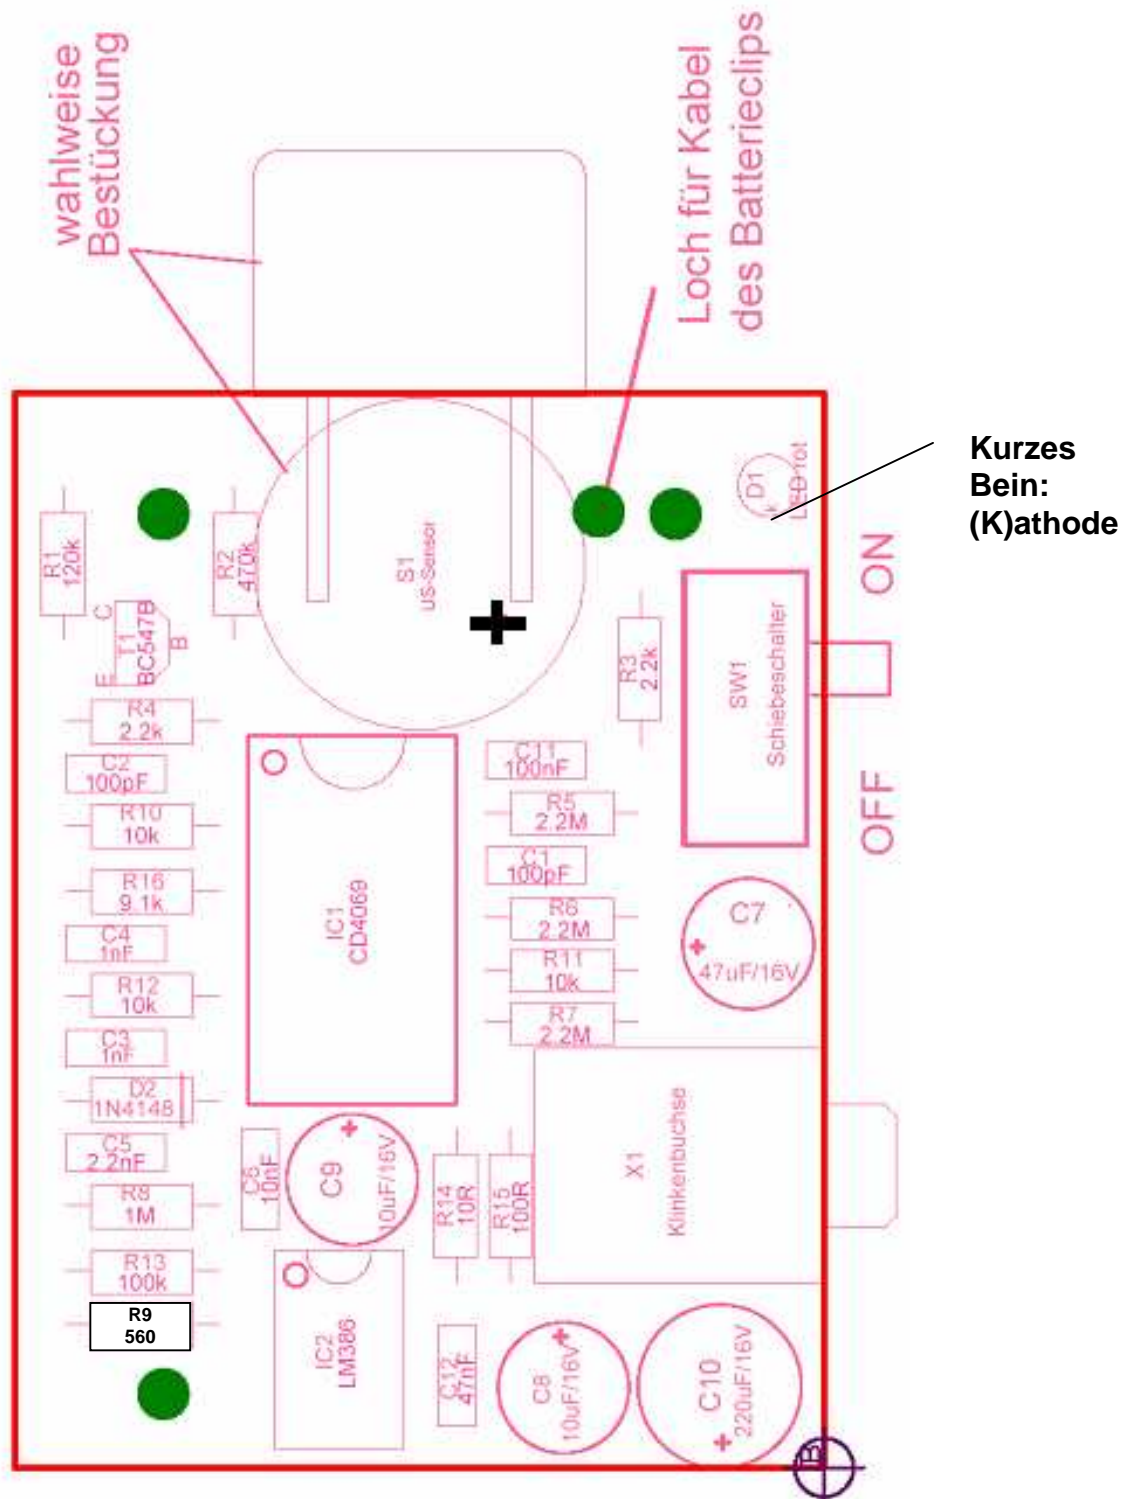 wahlweise
Bestückung
Loch für Kabel
des Batterieclips
Kurzes
Bein:
(K)athode
D1
k
LED rot
ON
OFF
R1
120k
R2
470k
S1
US-Sensor
C
T1
BC547B
B
E
R3
2.2k
SW1
Schiebeschalter
R4
2.2k
C2
100pF
R10
10k
R16
9.1k
C4
1nF
R12
10k
C3
1nF
D2
1N4148
C5
2.2nF
R8
1M
R13
100k
R9
560
IC1
CD4069
C11
100nF
R5
2.2M
C1
100pF
R6
2.2M
R11
10k
R7
2.2M
C7
47uF/16V
C6
10nF
C9
10uF/16V
R14
10R
R15
100R
X1
Klinkenbuchse
IC2
LM386
C12
47nF
C8
10uF/16V
C10
220uF/16V
B